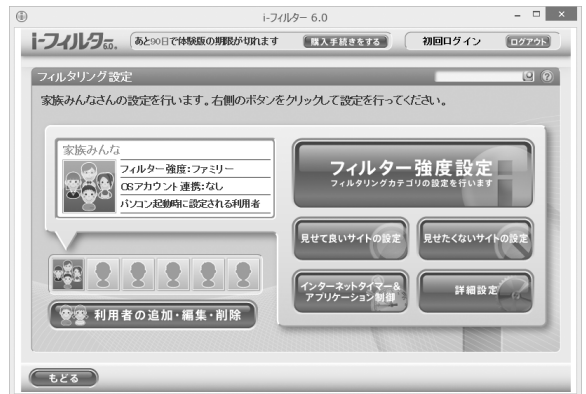 i-フィルター 6.0
i-フィルター 6.0. あと90日で体験版の期限が切れます 購入手続きをする 初回ログイン ログアウト
フィルタリング設定
家族みんなさんの設定を行います。右側のボタンをクリックして設定を行ってください。
家族みんな
フィルター強度:ファミリー
OSアカウント連携:なし
パソコン起動時に設定される利用者
フィルター強度設定
フィルタリングカテゴリの設定を行います
見せて良いサイトの設定
見せたくないサイトの設定
インターネットタイマー&
アプリケーション制御
詳細設定
利用者の追加・編集・削除
もどる